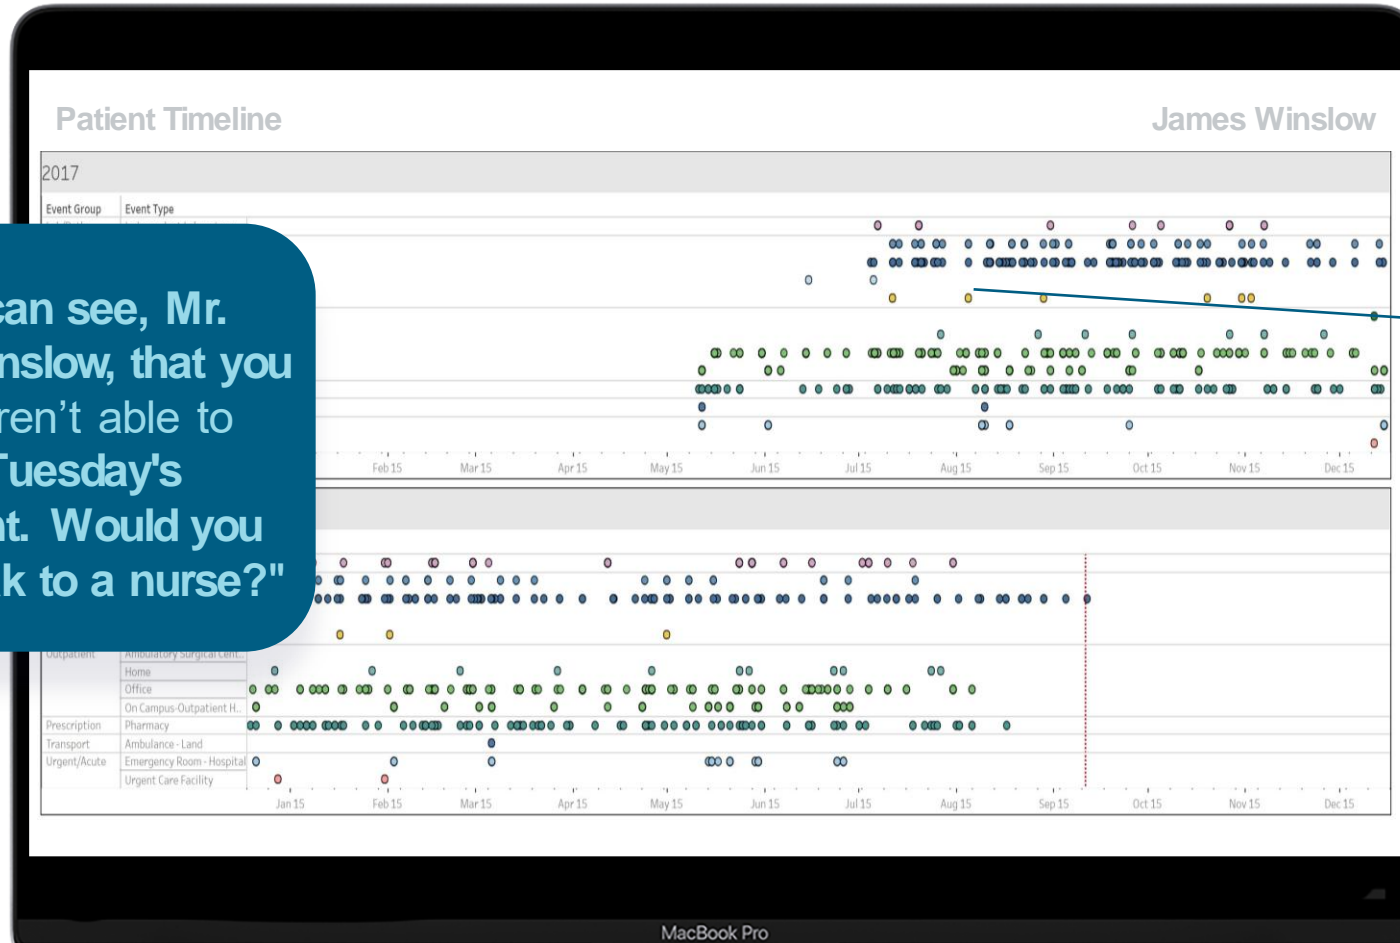 Patient Timeline
James Winslow
2017
Event Group Event Type
can see, Mr.
nslow, that you
ren’t able to
Tuesday's
nt. Would you
k to a nurse?"
Feb 15 Mar 15 Apr 15 May 15 Jun 15 Jul 15 Aug 15 Sep 15 Oct 15 Nov 15 Dec 15
Outpatient Ambulatory Surgical Cent..
Home
Office
On Campus-Outpatient H..
Prescription Pharmacy
Transport Ambulance - Land
Urgent/Acute Emergency Room - Hospital
Urgent Care Facility
Jan 15 Feb 15 Mar 15 Apr 15 May 15 Jun 15 Jul 15 Aug 15 Sep 15 Oct 15 Nov 15 Dec 15
MacBook Pro